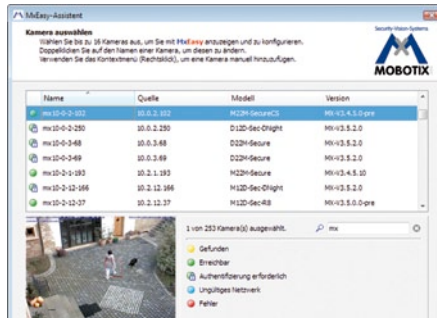 MxEasy-Assistent
Kamera auswählen
Wählen Sie bis zu 16 Kameras aus, um Sie mit MxEasy anzuzeigen und zu konfigurieren.
Doppelklicken Sie auf den Namen einer Kamera, um diesen zu ändern.
Verwenden Sie das Kontextmenü (Rechtsklick), um eine Kamera manuell hinzuzufügen.
Security-Vision-Systems
MOBOTIX
Name Quelle Modell Version
mx10-0-2-102 10.0.2.102 M22M-SecureCS MX-V3.4.5.0-pre
mx10-0-2-250 10.0.2.250 D12D-Sec-DNight MX-V3.5.2.0
mx10-0-3-68 10.0.3.68 D22M-Secure MX-V3.5.2.0
mx10-0-3-69 10.0.3.69 D22M-Secure MX-V3.5.2.0
mx10-2-1-193 10.2.1.193 M22M-Secure MX-V3.4.5.10
mx10-2-12-166 10.2.12.166 M12D-Sec-DNight MX-V3.5.2.0
mx10-2-12-37 10.2.12.37 M12D-Sec-R8 MX-V3.5.0.0-pre
1 von 253 Kamera(s) ausgewählt. mx
Gefunden
Erreichbar
Authentifizierung erforderlich
Ungültiges Netzwerk
Fehler